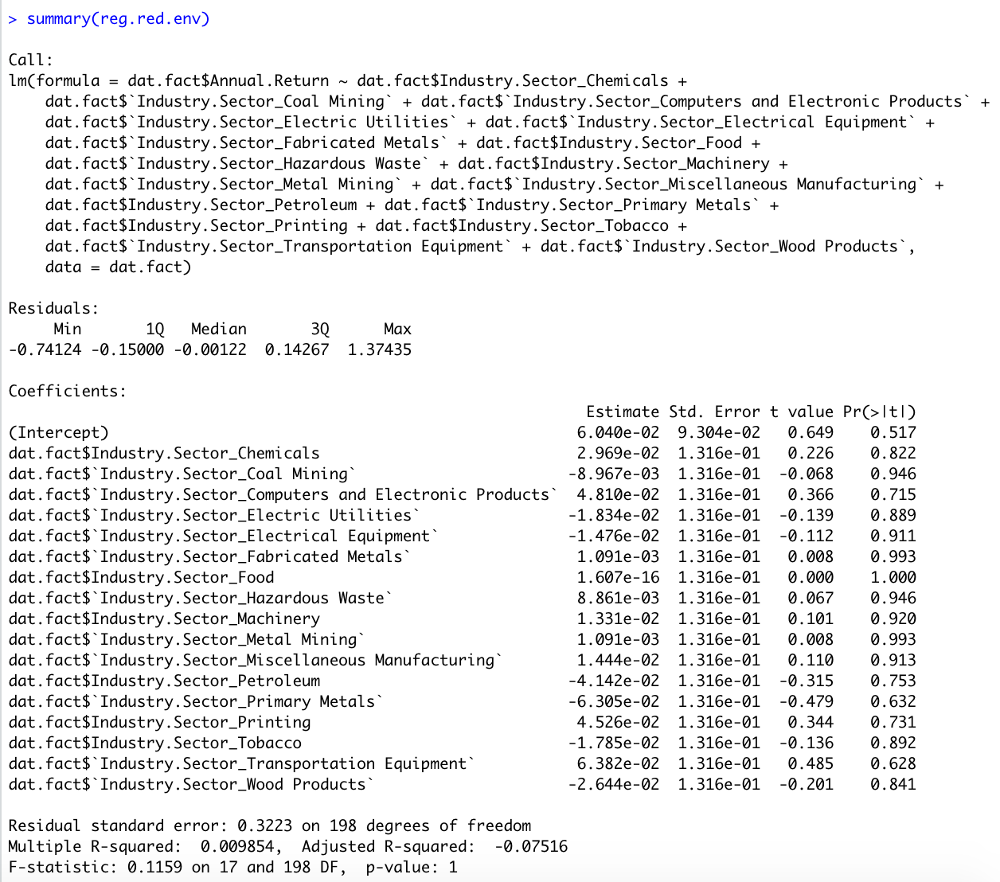 > summary(reg.red.env)
Call:
lm(formula = dat.fact$Annual.Return ~ dat.fact$Industry.Sector_Chemicals +
    dat.fact$`Industry.Sector_Coal Mining` + dat.fact$`Industry.Sector_Computers and Electronic Products` +
    dat.fact$`Industry.Sector_Electric Utilities` + dat.fact$`Industry.Sector_Electrical Equipment` +
    dat.fact$`Industry.Sector_Fabricated Metals` + dat.fact$Industry.Sector_Food +
    dat.fact$`Industry.Sector_Hazardous Waste` + dat.fact$Industry.Sector_Machinery +
    dat.fact$`Industry.Sector_Metal Mining` + dat.fact$`Industry.Sector_Miscellaneous Manufacturing` +
    dat.fact$Industry.Sector_Petroleum + dat.fact$`Industry.Sector_Primary Metals` +
    dat.fact$Industry.Sector_Printing + dat.fact$Industry.Sector_Tobacco +
    dat.fact$`Industry.Sector_Transportation Equipment` + dat.fact$`Industry.Sector_Wood Products`,
    data = dat.fact)
Residuals:
     Min       1Q   Median       3Q      Max
-0.74124 -0.15000 -0.00122  0.14267  1.37435
Coefficients:
Estimate Std. Error t value Pr(>|t|)
(Intercept) 6.040e-02 9.304e-02 0.649 0.517
dat.fact$Industry.Sector_Chemicals 2.969e-02 1.316e-01 0.226 0.822
dat.fact$`Industry.Sector_Coal Mining` -8.967e-03 1.316e-01 -0.068 0.946
dat.fact$`Industry.Sector_Computers and Electronic Products` 4.810e-02 1.316e-01 0.366 0.715
dat.fact$`Industry.Sector_Electric Utilities` -1.834e-02 1.316e-01 -0.139 0.889
dat.fact$`Industry.Sector_Electrical Equipment` -1.476e-02 1.316e-01 -0.112 0.911
dat.fact$`Industry.Sector_Fabricated Metals` 1.091e-03 1.316e-01 0.008 0.993
dat.fact$Industry.Sector_Food 1.607e-16 1.316e-01 0.000 1.000
dat.fact$`Industry.Sector_Hazardous Waste` 8.861e-03 1.316e-01 0.067 0.946
dat.fact$Industry.Sector_Machinery 1.331e-02 1.316e-01 0.101 0.920
dat.fact$`Industry.Sector_Metal Mining` 1.091e-03 1.316e-01 0.008 0.993
dat.fact$`Industry.Sector_Miscellaneous Manufacturing` 1.444e-02 1.316e-01 0.110 0.913
dat.fact$Industry.Sector_Petroleum -4.142e-02 1.316e-01 -0.315 0.753
dat.fact$`Industry.Sector_Primary Metals` -6.305e-02 1.316e-01 -0.479 0.632
dat.fact$Industry.Sector_Printing 4.526e-02 1.316e-01 0.344 0.731
dat.fact$Industry.Sector_Tobacco -1.785e-02 1.316e-01 -0.136 0.892
dat.fact$`Industry.Sector_Transportation Equipment` 6.382e-02 1.316e-01 0.485 0.628
dat.fact$`Industry.Sector_Wood Products` -2.644e-02 1.316e-01 -0.201 0.841
Residual standard error: 0.3223 on 198 degrees of freedom
Multiple R-squared:  0.009854,  Adjusted R-squared:  -0.07516
F-statistic: 0.1159 on 17 and 198 DF,  p-value: 1